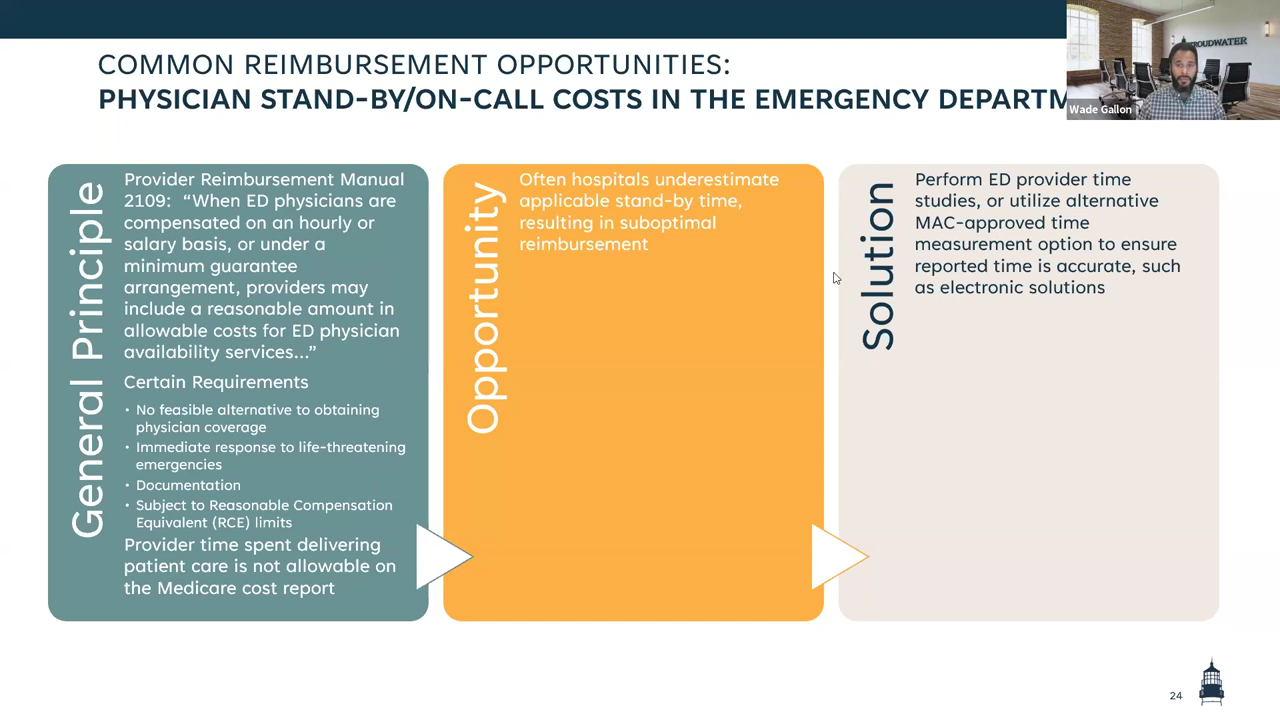 COMMON REIMBURSEMENT OPPORTUNITIES:
PHYSICIAN STAND-BY/ON-CALL COSTS IN THE EMERGENCY
TROUDWATER
Wade Gallon
General Principle
Provider Reimbursement Manual
2109: “When ED physicians are
compensated on an hourly or
salary basis, or under a
minimum guarantee
arrangement, providers may
include a reasonable amount in
allowable costs for ED physician
availability services...”
Certain Requirements
• No feasible alternative to obtaining
physician coverage
• Immediate response to life-threatening
emergencies
• Documentation
• Subject to Reasonable Compensation
Equivalent (RCE) limits
Provider time spent delivering
patient care is not allowable on
the Medicare cost report
Opportunity
Often hospitals underestimate
applicable stand-by time,
resulting in suboptimal
reimbursement
Solution
Perform ED provider time
studies, or utilize alternative
MAC-approved time
measurement option to ensure
reported time is accurate, such
as electronic solutions
24